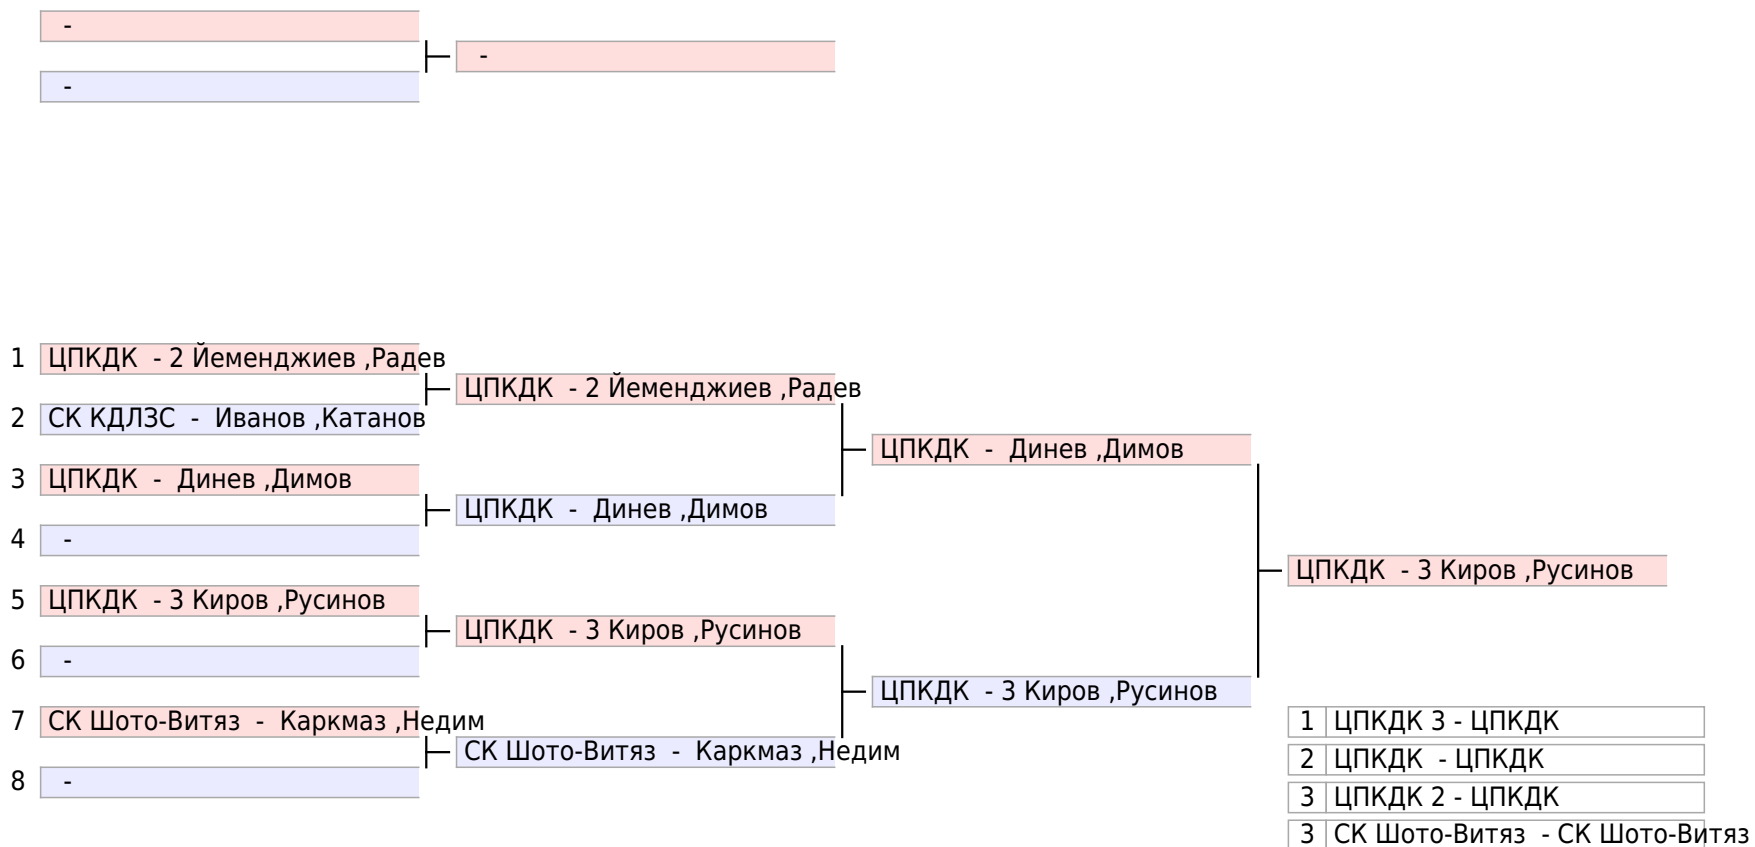 -
-
-
1 ЦПКДК - 2 Йеменджиев ,Радев
ЦПКДК - 2 Йеменджиев ,Радев
2 СК КДЛЗС - Иванов ,Катанов
ЦПКДК - Динев ,Димов
3 ЦПКДК - Динев ,Димов
ЦПКДК - Динев ,Димов
4 -
ЦПКДК - 3 Киров ,Русинов
5 ЦПКДК - 3 Киров ,Русинов
ЦПКДК - 3 Киров ,Русинов
6 -
ЦПКДК - 3 Киров ,Русинов
7 СК Шото-Витяз - Каркмаз ,Недим
СК Шото-Витяз - Каркмаз ,Недим
8 -
1 ЦПКДК 3 - ЦПКДК
2 ЦПКДК - ЦПКДК
3 ЦПКДК 2 - ЦПКДК
3 СК Шото-Витяз - СК Шото-Витяз